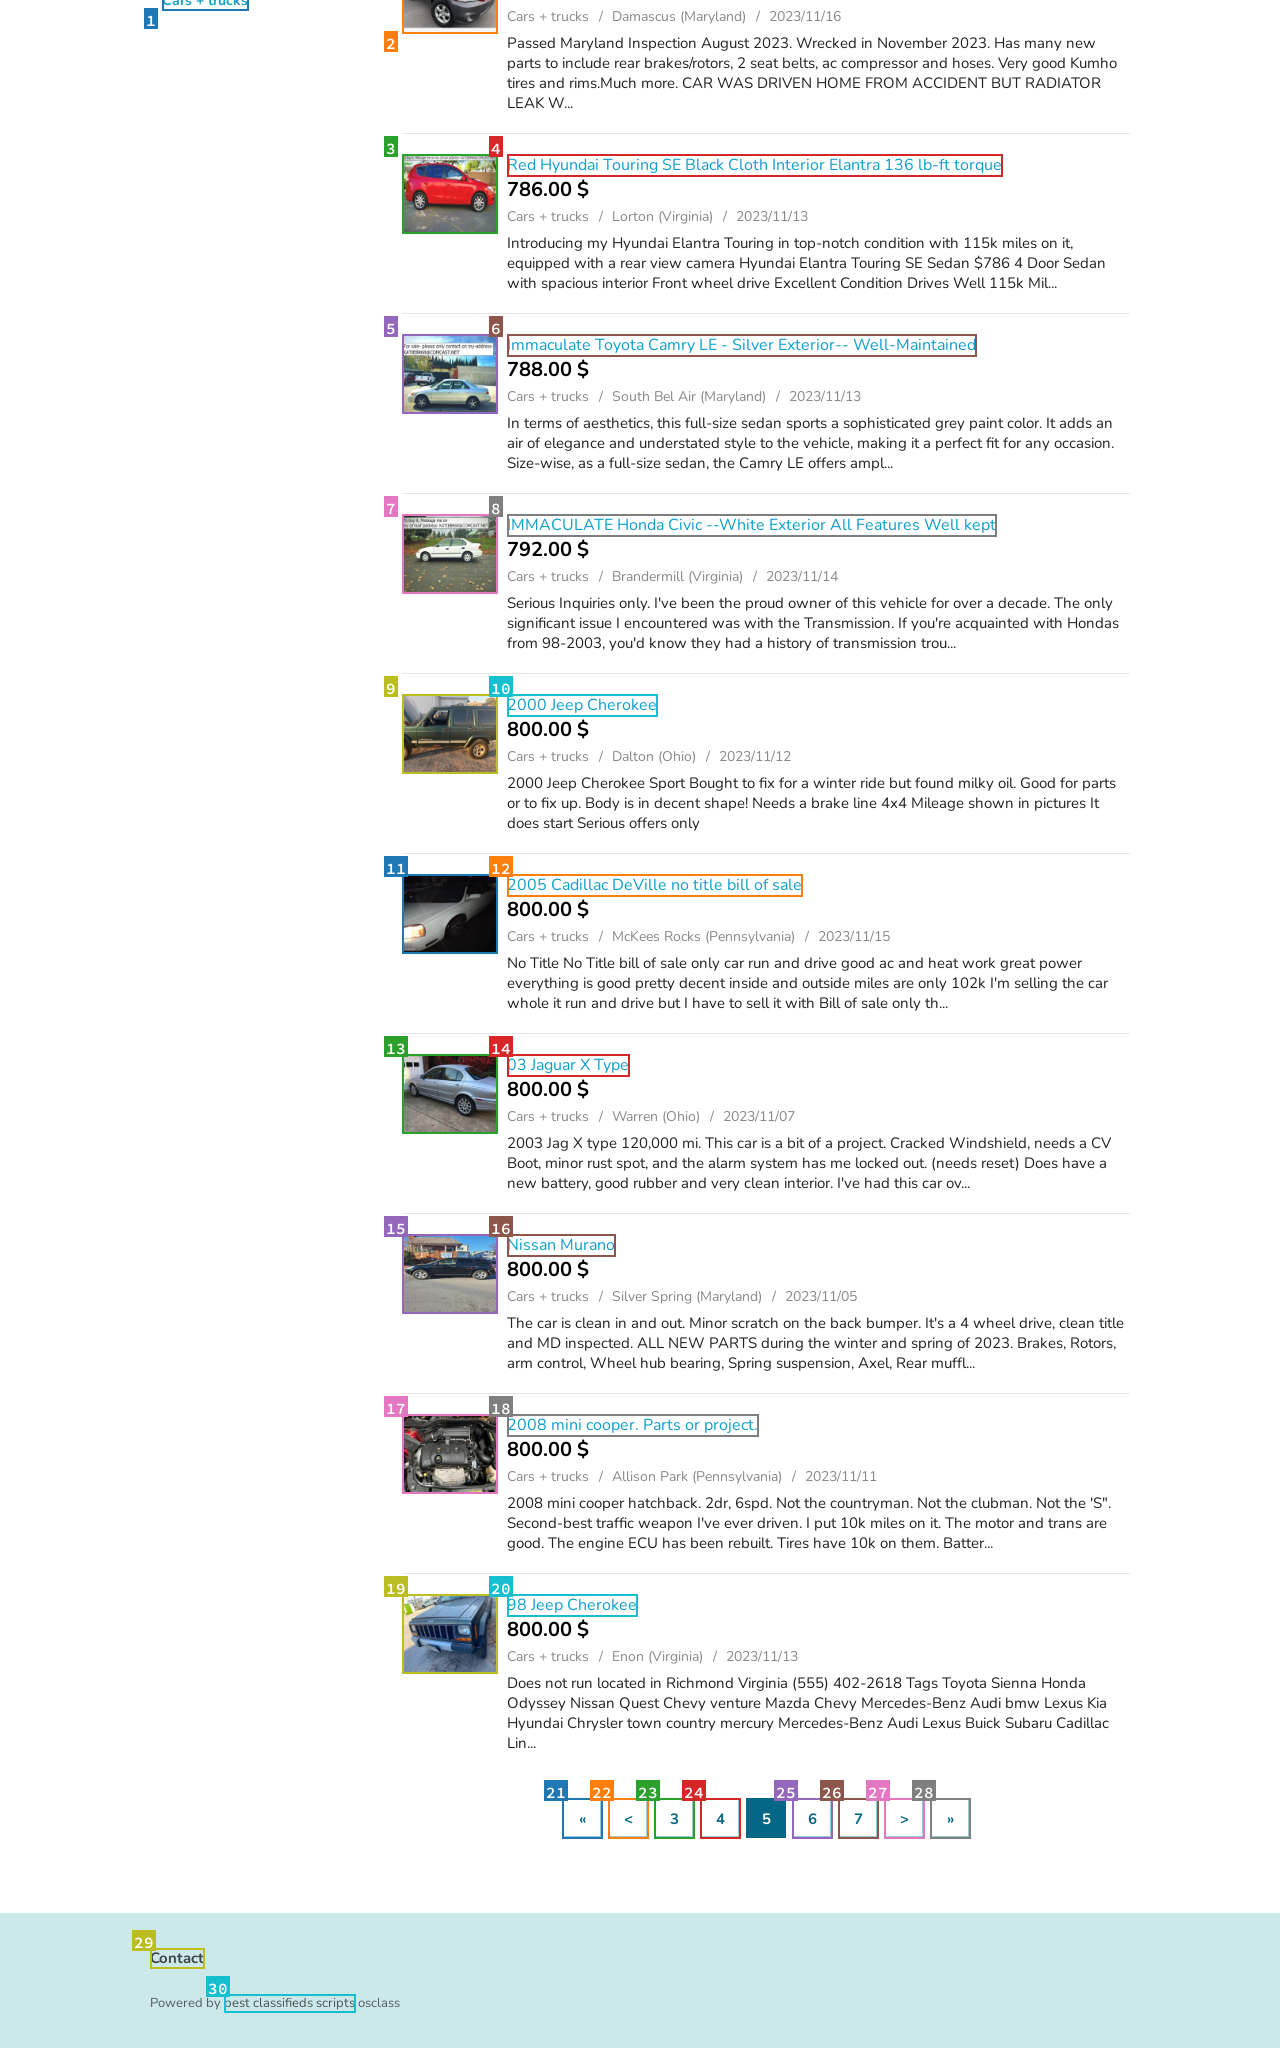 Cars + trucks
1
2
Cars + trucks / Damascus (Maryland) / 2023/11/16
Passed Maryland Inspection August 2023. Wrecked in November 2023. Has many new
parts to include rear brakes/rotors, 2 seat belts, ac compressor and hoses. Very good Kumho
tires and rims.Much more. CAR WAS DRIVEN HOME FROM ACCIDENT BUT RADIATOR
LEAK W...
3
4
Red Hyundai Touring SE Black Cloth Interior Elantra 136 lb-ft torque
786.00 $
Cars + trucks / Lorton (Virginia) / 2023/11/13
Introducing my Hyundai Elantra Touring in top-notch condition with 115k miles on it,
equipped with a rear view camera Hyundai Elantra Touring SE Sedan $786 4 Door Sedan
with spacious interior Front wheel drive Excellent Condition Drives Well 115k Mil...
5
6
Immaculate Toyota Camry LE - Silver Exterior-- Well-Maintained
788.00 $
Cars + trucks / South Bel Air (Maryland) / 2023/11/13
In terms of aesthetics, this full-size sedan sports a sophisticated grey paint color. It adds an
air of elegance and understated style to the vehicle, making it a perfect fit for any occasion.
Size-wise, as a full-size sedan, the Camry LE offers ampl...
7
8
IMMACULATE Honda Civic --White Exterior All Features Well kept
792.00 $
Cars + trucks / Brandermill (Virginia) / 2023/11/14
Serious Inquiries only. I've been the proud owner of this vehicle for over a decade. The only
significant issue I encountered was with the Transmission. If you're acquainted with Hondas
from 98-2003, you'd know they had a history of transmission trou...
9
10
2000 Jeep Cherokee
800.00 $
Cars + trucks / Dalton (Ohio) / 2023/11/12
2000 Jeep Cherokee Sport Bought to fix for a winter ride but found milky oil. Good for parts
or to fix up. Body is in decent shape! Needs a brake line 4x4 Mileage shown in pictures It
does start Serious offers only
11
12
2005 Cadillac DeVille no title bill of sale
800.00 $
Cars + trucks / McKees Rocks (Pennsylvania) / 2023/11/15
No Title No Title bill of sale only car run and drive good ac and heat work great power
everything is good pretty decent inside and outside miles are only 102k I'm selling the car
whole it run and drive but I have to sell it with Bill of sale only th...
13
14
03 Jaguar X Type
800.00 $
Cars + trucks / Warren (Ohio) / 2023/11/07
2003 Jag X type 120,000 mi. This car is a bit of a project. Cracked Windshield, needs a CV
Boot, minor rust spot, and the alarm system has me locked out. (needs reset) Does have a
new battery, good rubber and very clean interior. I've had this car ov...
15
16
Nissan Murano
800.00 $
Cars + trucks / Silver Spring (Maryland) / 2023/11/05
The car is clean in and out. Minor scratch on the back bumper. It's a 4 wheel drive, clean title
and MD inspected. ALL NEW PARTS during the winter and spring of 2023. Brakes, Rotors,
arm control, Wheel hub bearing, Spring suspension, Axel, Rear muffl...
17
18
2008 mini cooper. Parts or project.
800.00 $
Cars + trucks / Allison Park (Pennsylvania) / 2023/11/11
2008 mini cooper hatchback. 2dr, 6spd. Not the countryman. Not the clubman. Not the 'S".
Second-best traffic weapon I've ever driven. I put 10k miles on it. The motor and trans are
good. The engine ECU has been rebuilt. Tires have 10k on them. Batter...
19
20
98 Jeep Cherokee
800.00 $
Cars + trucks / Enon (Virginia) / 2023/11/13
Does not run located in Richmond Virginia (555) 402-2618 Tags Toyota Sienna Honda
Odyssey Nissan Quest Chevy venture Mazda Chevy Mercedes-Benz Audi bmw Lexus Kia
Hyundai Chrysler town country mercury Mercedes-Benz Audi Lexus Buick Subaru Cadillac
Lin...
21 22 23 24 25 26 27 28
« < 3 4 5 6 7 > »
29
Contact
30
Powered by best classifieds scripts osclass